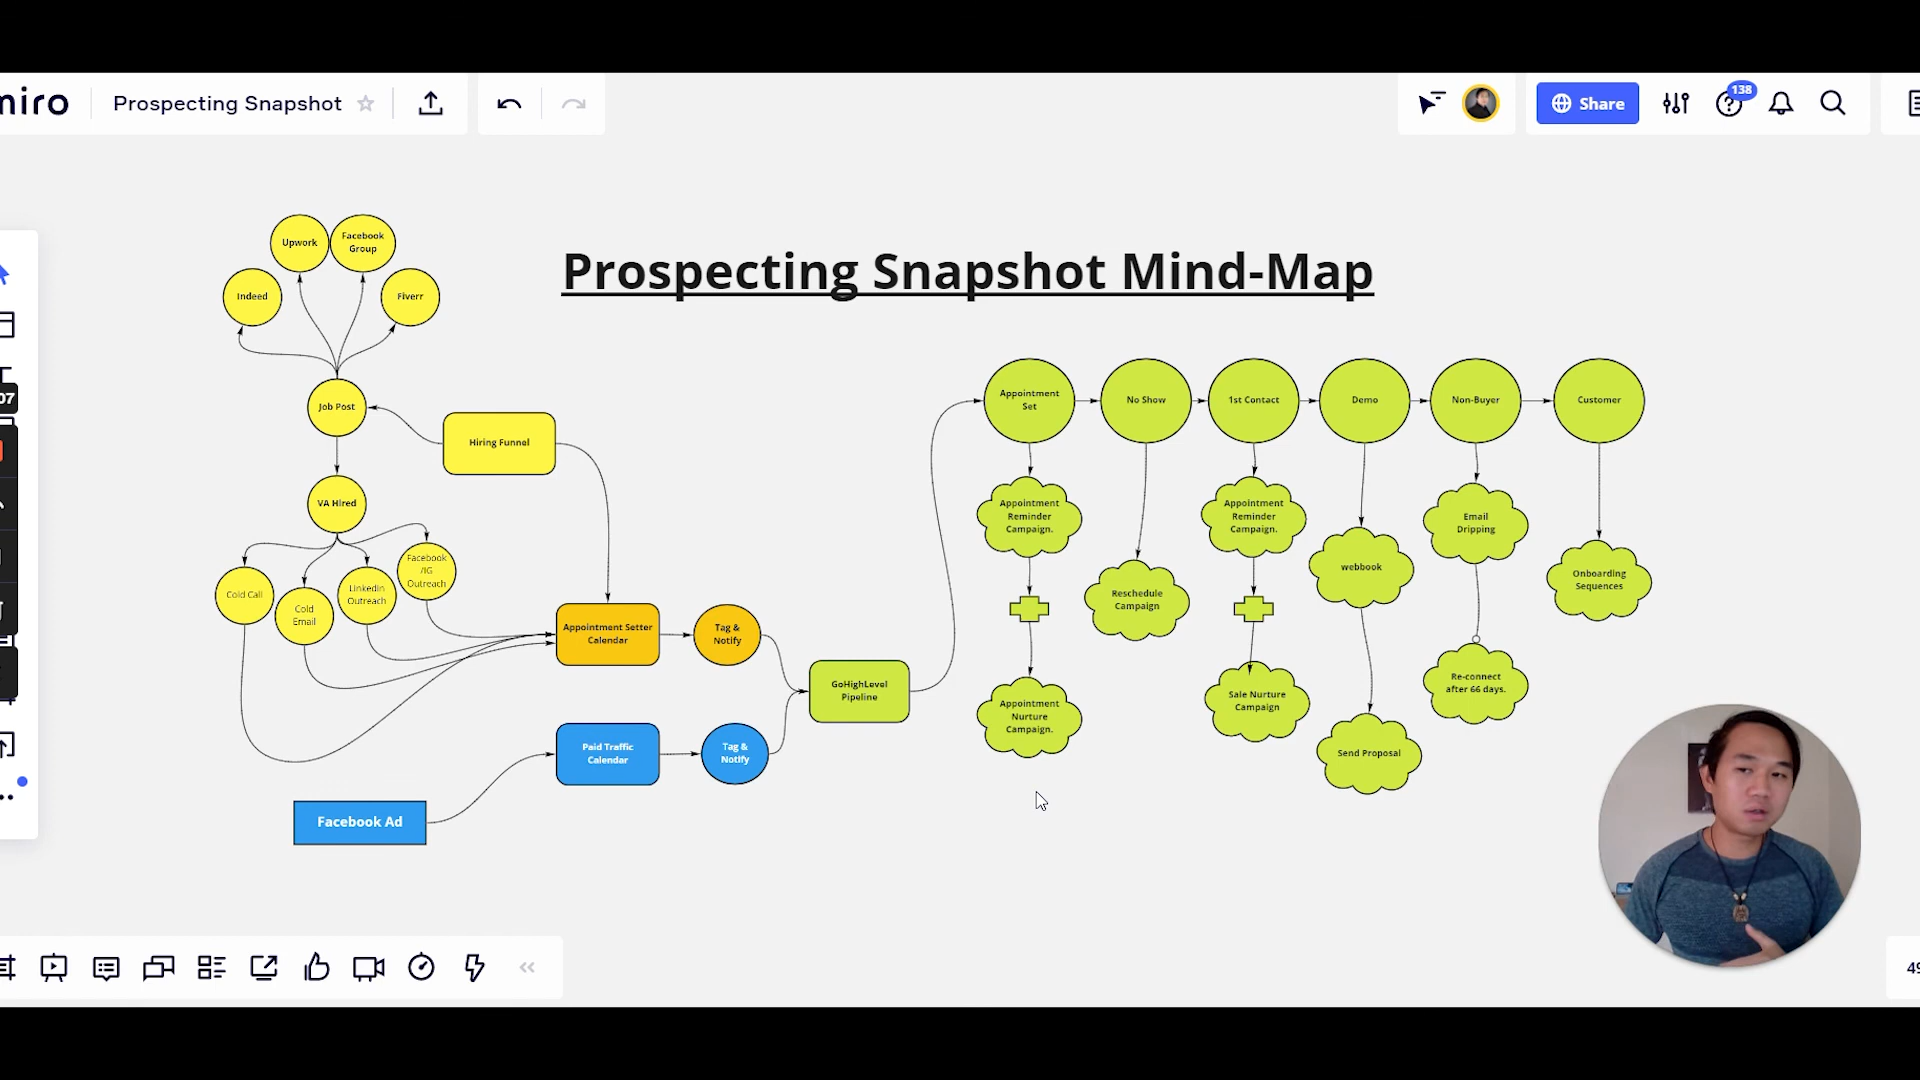 miro
Prospecting Snapshot
Share
138
07
Prospecting Snapshot Mind-Map
Upwork
Facebook
Group
Indeed
Fiverr
Job Post
Hiring Funnel
VA Hired
Cold Call
Cold
Email
LinkedIn
Outreach
Facebook
/IG
Outreach
Appointment Setter
Calendar
Tag &
Notify
Paid Traffic
Calendar
Tag &
Notify
Facebook Ad
GoHighLevel
Pipeline
Appointment
Set
No Show
1st Contact
Demo
Non-Buyer
Customer
Appointment
Reminder
Campaign.
Appointment
Nurture
Campaign.
Reschedule
Campaign
Appointment
Reminder
Campaign.
Sale Nurture
Campaign
webbook
Send Proposal
Email
Dripping
Re-connect
after 66 days.
Onboarding
Sequences